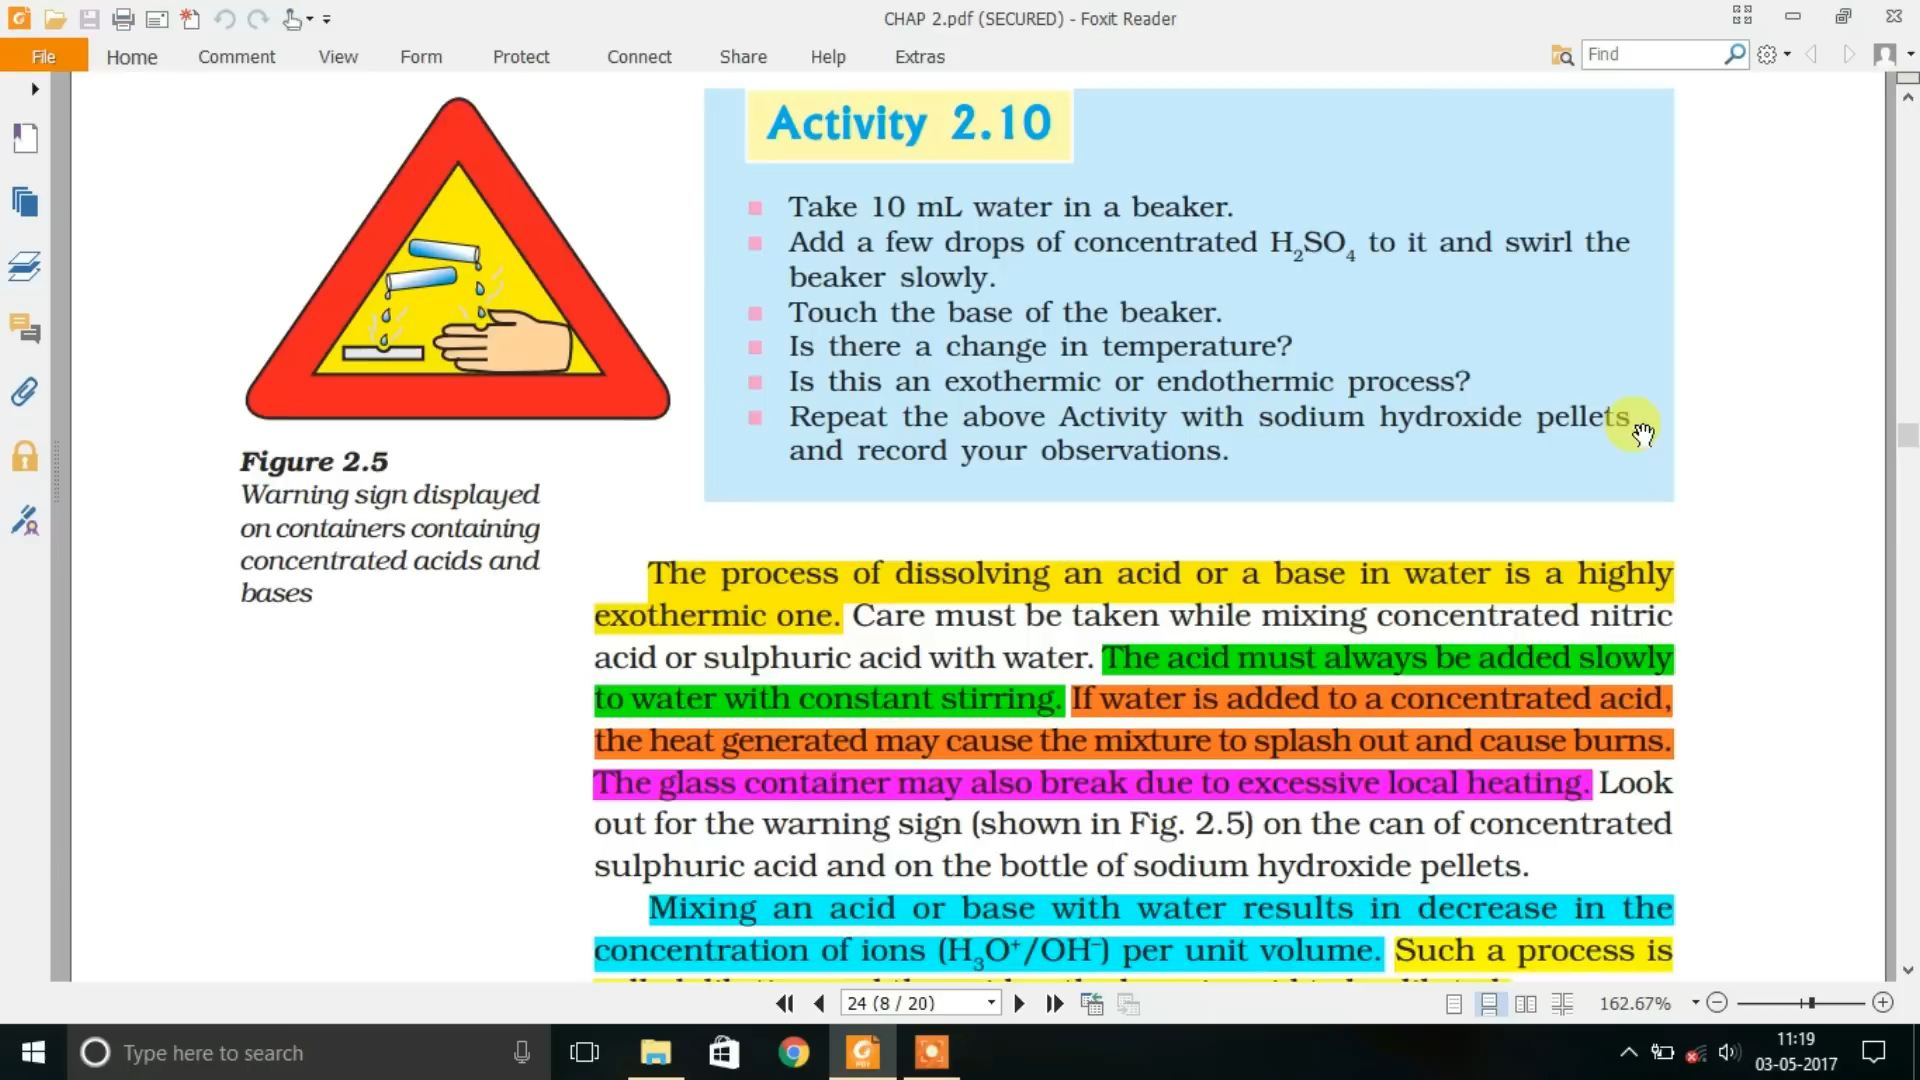 CHAP 2.pdf (SECURED) - Foxit Reader
File Home Comment View Form Protect Connect Share Help Extras Find
Activity 2.10
Take 10 mL water in a beaker.
Add a few drops of concentrated H₂SO₄ to it and swirl the
beaker slowly.
Touch the base of the beaker.
Is there a change in temperature?
Is this an exothermic or endothermic process?
Repeat the above Activity with sodium hydroxide pellets
and record your observations.
Figure 2.5
Warning sign displayed
on containers containing
concentrated acids and
bases
The process of dissolving an acid or a base in water is a highly
exothermic one. Care must be taken while mixing concentrated nitric
acid or sulphuric acid with water. The acid must always be added slowly
to water with constant stirring. If water is added to a concentrated acid,
the heat generated may cause the mixture to splash out and cause burns.
The glass container may also break due to excessive local heating. Look
out for the warning sign (shown in Fig. 2.5) on the can of concentrated
sulphuric acid and on the bottle of sodium hydroxide pellets.
Mixing an acid or base with water results in decrease in the
concentration of ions (H₃O⁺/OH⁻) per unit volume. Such a process is
24 (8 / 20)
162.67%
Type here to search
11:19
03-05-2017